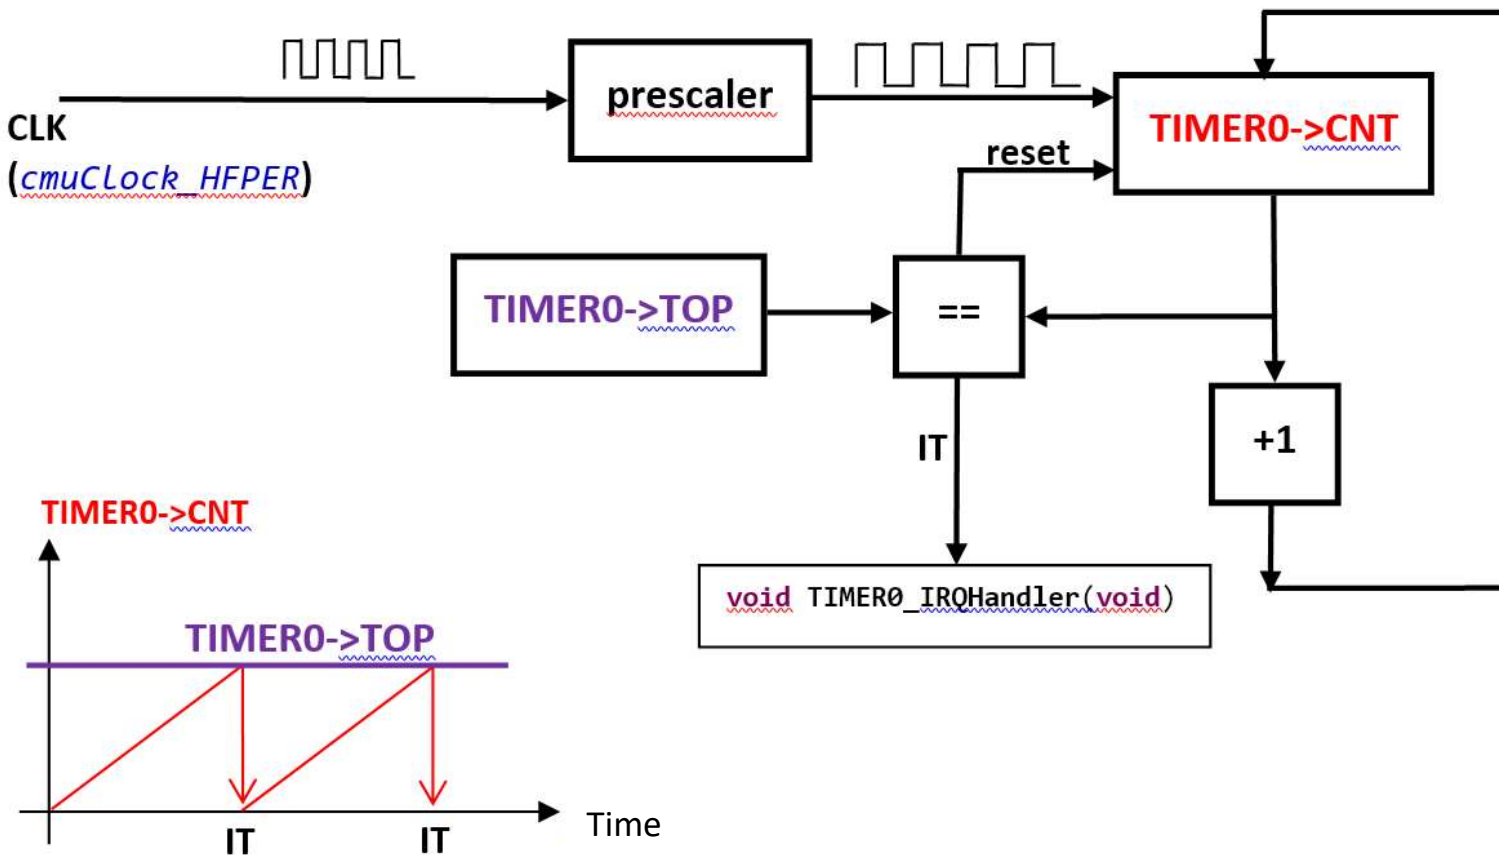 prescaler
CLK
(cmuClock_HFPER)
TIMER0->CNT
reset
TIMER0->TOP
==
IT
+1
void TIMER0_IRQHandler(void)
TIMER0->CNT
TIMER0->TOP
IT
IT
Time